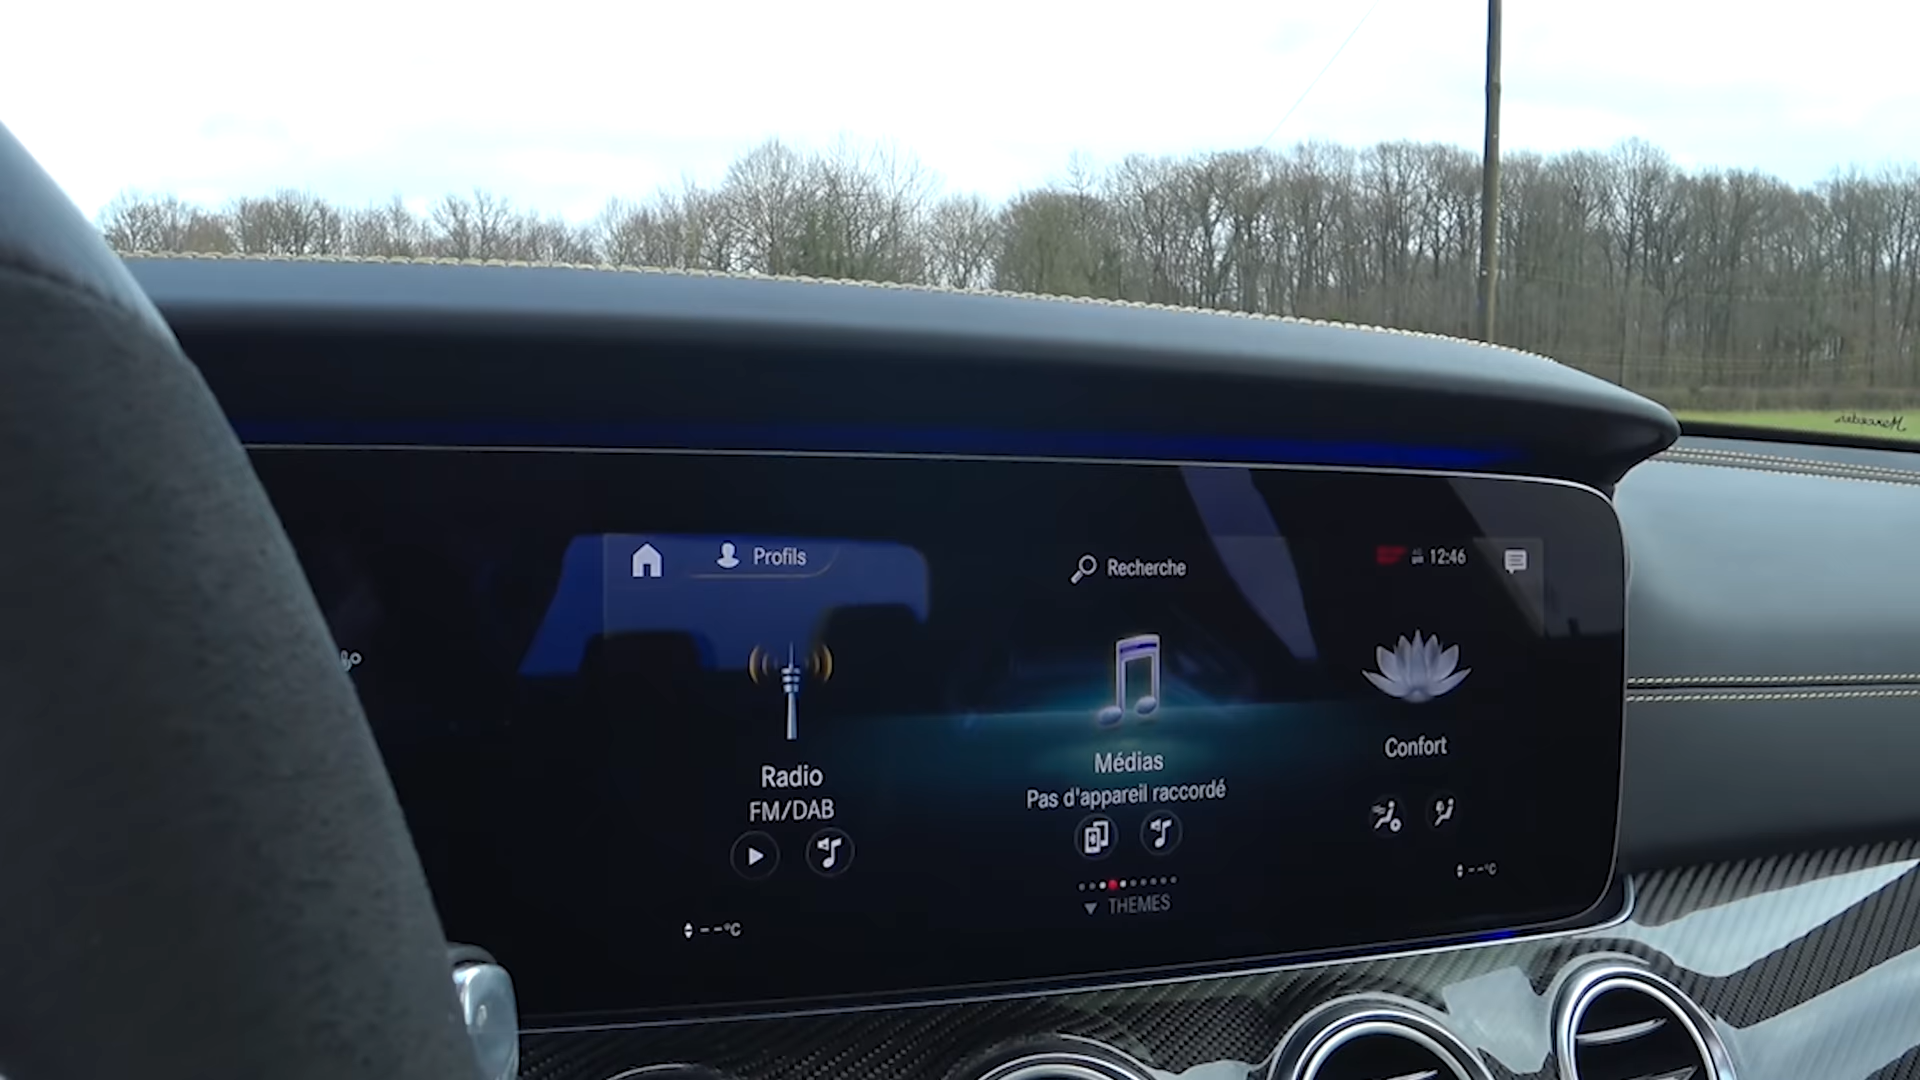 Profils
Recherche
12:46
Radio
FM/DAB
Médias
Pas d'appareil raccordé
Confort
THEMES
--°C
--°C